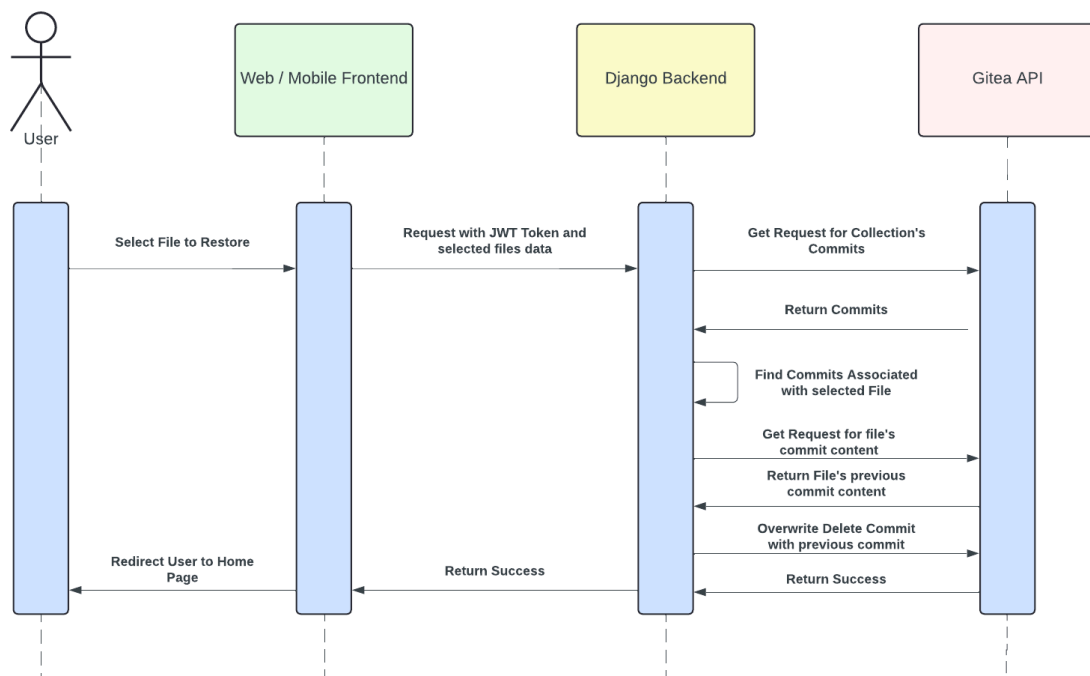 User
Web / Mobile Frontend
Django Backend
Gitea API
Select File to Restore
Request with JWT Token and
selected files data
Get Request for Collection's
Commits
Return Commits
Find Commits Associated
with selected File
Get Request for file's
commit content
Return File's previous
commit content
Overwrite Delete Commit
with previous commit
Return Success
Return Success
Redirect User to Home
Page